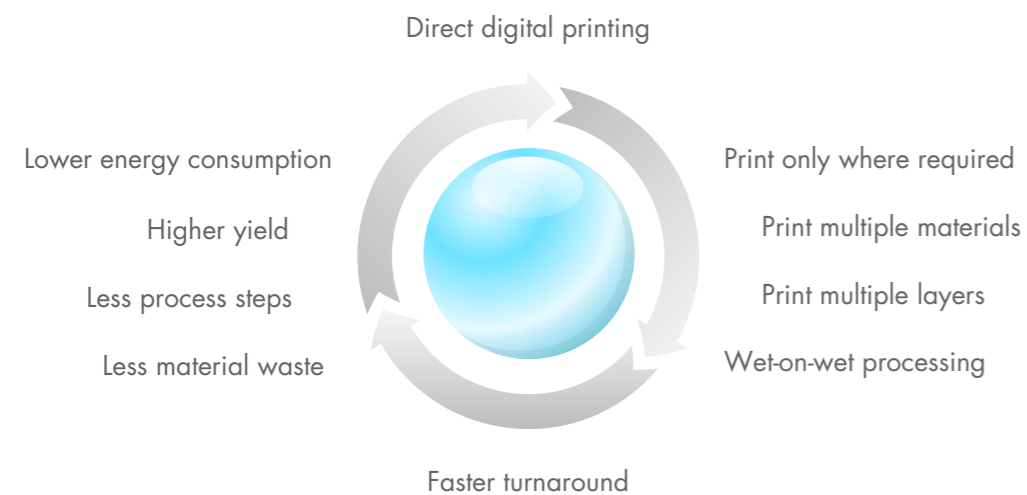 Direct digital printing
Lower energy consumption
Print only where required
Higher yield
Print multiple materials
Less process steps
Print multiple layers
Less material waste
Wet-on-wet processing
Faster turnaround